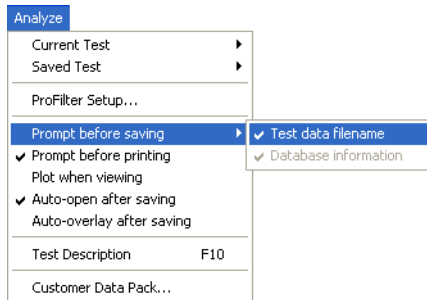 Analyze
Current Test
Saved Test
ProFilter Setup...
Prompt before saving
Test data filename
Prompt before printing
Database information
Plot when viewing
Auto-open after saving
Auto-overlay after saving
Test Description F10
Customer Data Pack...